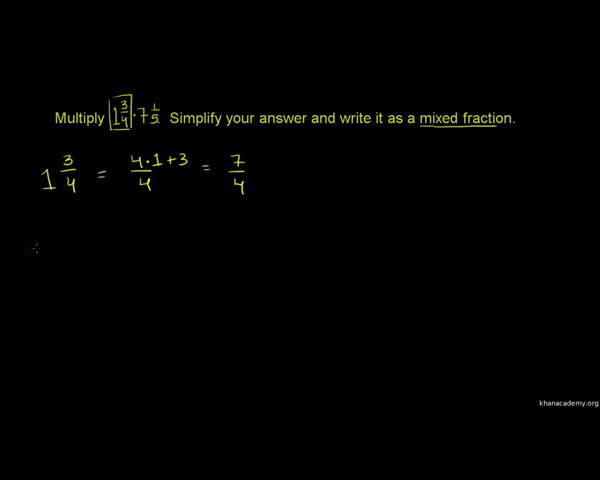 Multiply 1 3/4 · 7 1/5. Simplify your answer and write it as a mixed fraction.
1 3/4 = (4·1+3)/4 = 7/4
khanacademy.org